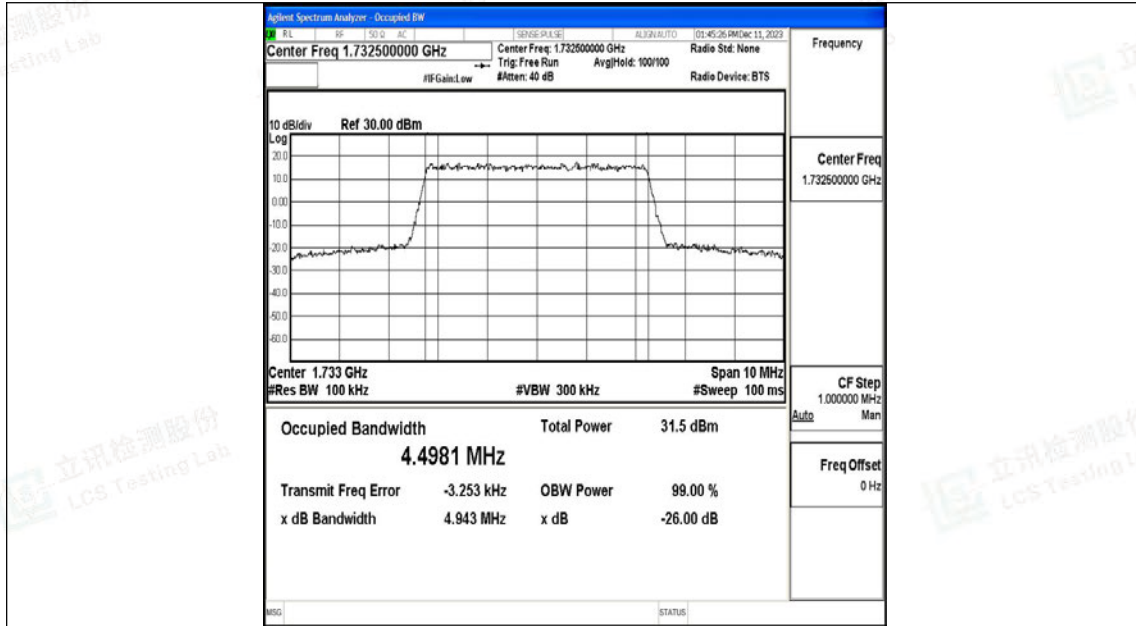 Agilent Spectrum Analyzer - Occupied BW
RL RF 50 Ω AC SENSE:PULSE ALIGN AUTO 01:45:26 PM Dec 11, 2023
Center Freq 1.732500000 GHz
Center Freq: 1.732500000 GHz
Radio Std: None
Trig: Free Run Avg|Hold: 100/100
#IFGain:Low
#Atten: 40 dB
Radio Device: BTS
Frequency
10 dB/div Ref 30.00 dBm
Log
20.0
10.0
0.00
-10.0
-20.0
-30.0
-40.0
-50.0
-60.0
Center Freq
1.732500000 GHz
Center 1.733 GHz Span 10 MHz
#Res BW 100 kHz #VBW 300 kHz #Sweep 100 ms
CF Step
1.000000 MHz
Auto Man
Freq Offset
0 Hz
Occupied Bandwidth Total Power 31.5 dBm
4.4981 MHz
Transmit Freq Error -3.253 kHz OBW Power 99.00 %
x dB Bandwidth 4.943 MHz x dB -26.00 dB
MSG STATUS
立讯检测股份
LCS Testing Lab